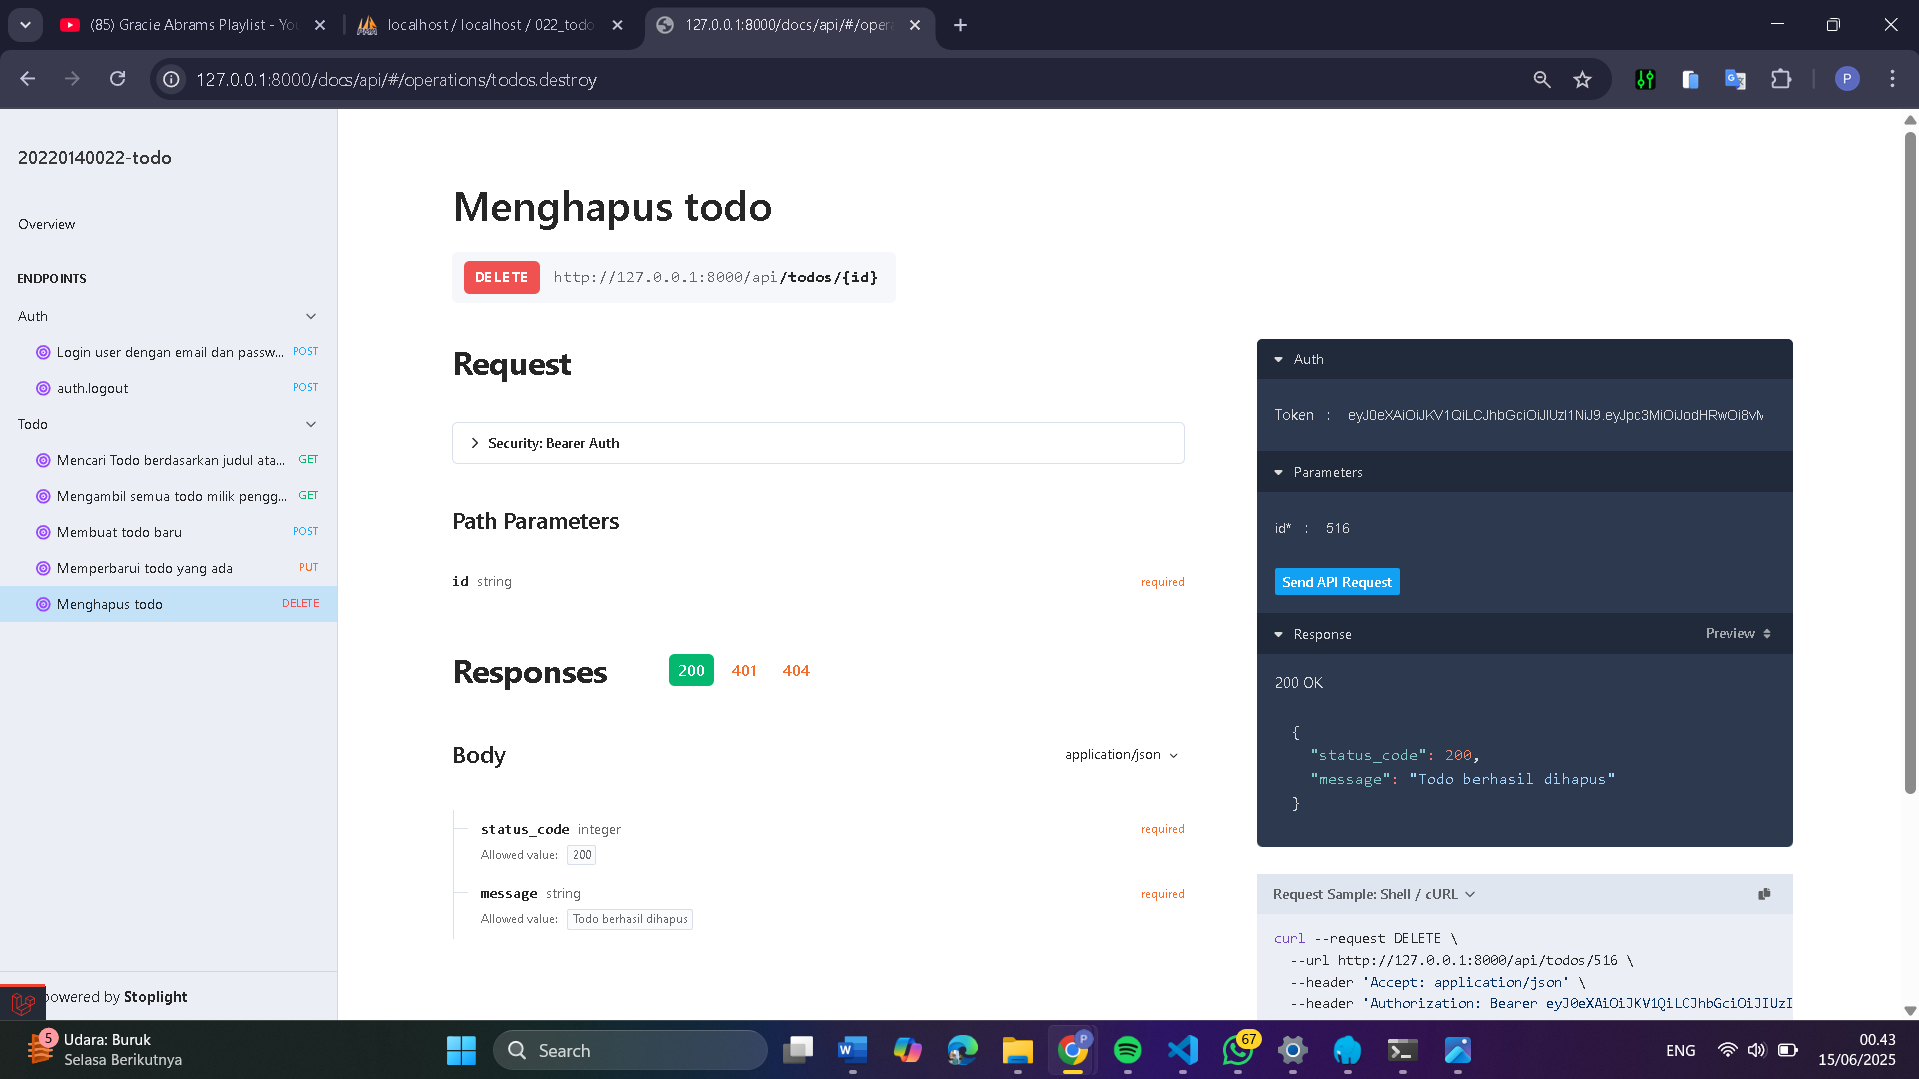 (85) Gracie Abrams Playlist - You
localhost / localhost / 022_todo
127.0.0.1:8000/docs/api/#/opera
127.0.0.1:8000/docs/api/#/operations/todos.destroy
P
20220140022-todo
Overview
ENDPOINTS
Auth
Login user dengan email dan passw... POST
auth.logout POST
Todo
Mencari Todo berdasarkan judul ata... GET
Mengambil semua todo milik pengg... GET
Membuat todo baru POST
Memperbarui todo yang ada PUT
Menghapus todo DELETE
powered by Stoplight
Menghapus todo
DELETE http://127.0.0.1:8000/api/todos/{id}
Request
Security: Bearer Auth
Path Parameters
id string required
Responses 200 401 404
Body application/json
status_code integer required
Allowed value: 200
message string required
Allowed value: Todo berhasil dihapus
Auth
Token : eyJ0eXAiOiJKV1QiLCJhbGciOiJIUzI1NiJ9.eyJpc3MiOiJodHRwOi8vM
Parameters
id* : 516
Send API Request
Response Preview
200 OK
{
"status_code": 200,
"message": "Todo berhasil dihapus"
}
Request Sample: Shell / cURL
curl --request DELETE \
--url http://127.0.0.1:8000/api/todos/516 \
--header 'Accept: application/json' \
--header 'Authorization: Bearer eyJ0eXAiOiJKV1QiLCJhbGciOiJIUzI
5
Udara: Buruk
Selasa Berikutnya
Search
P
67
ENG
00.43
15/06/2025